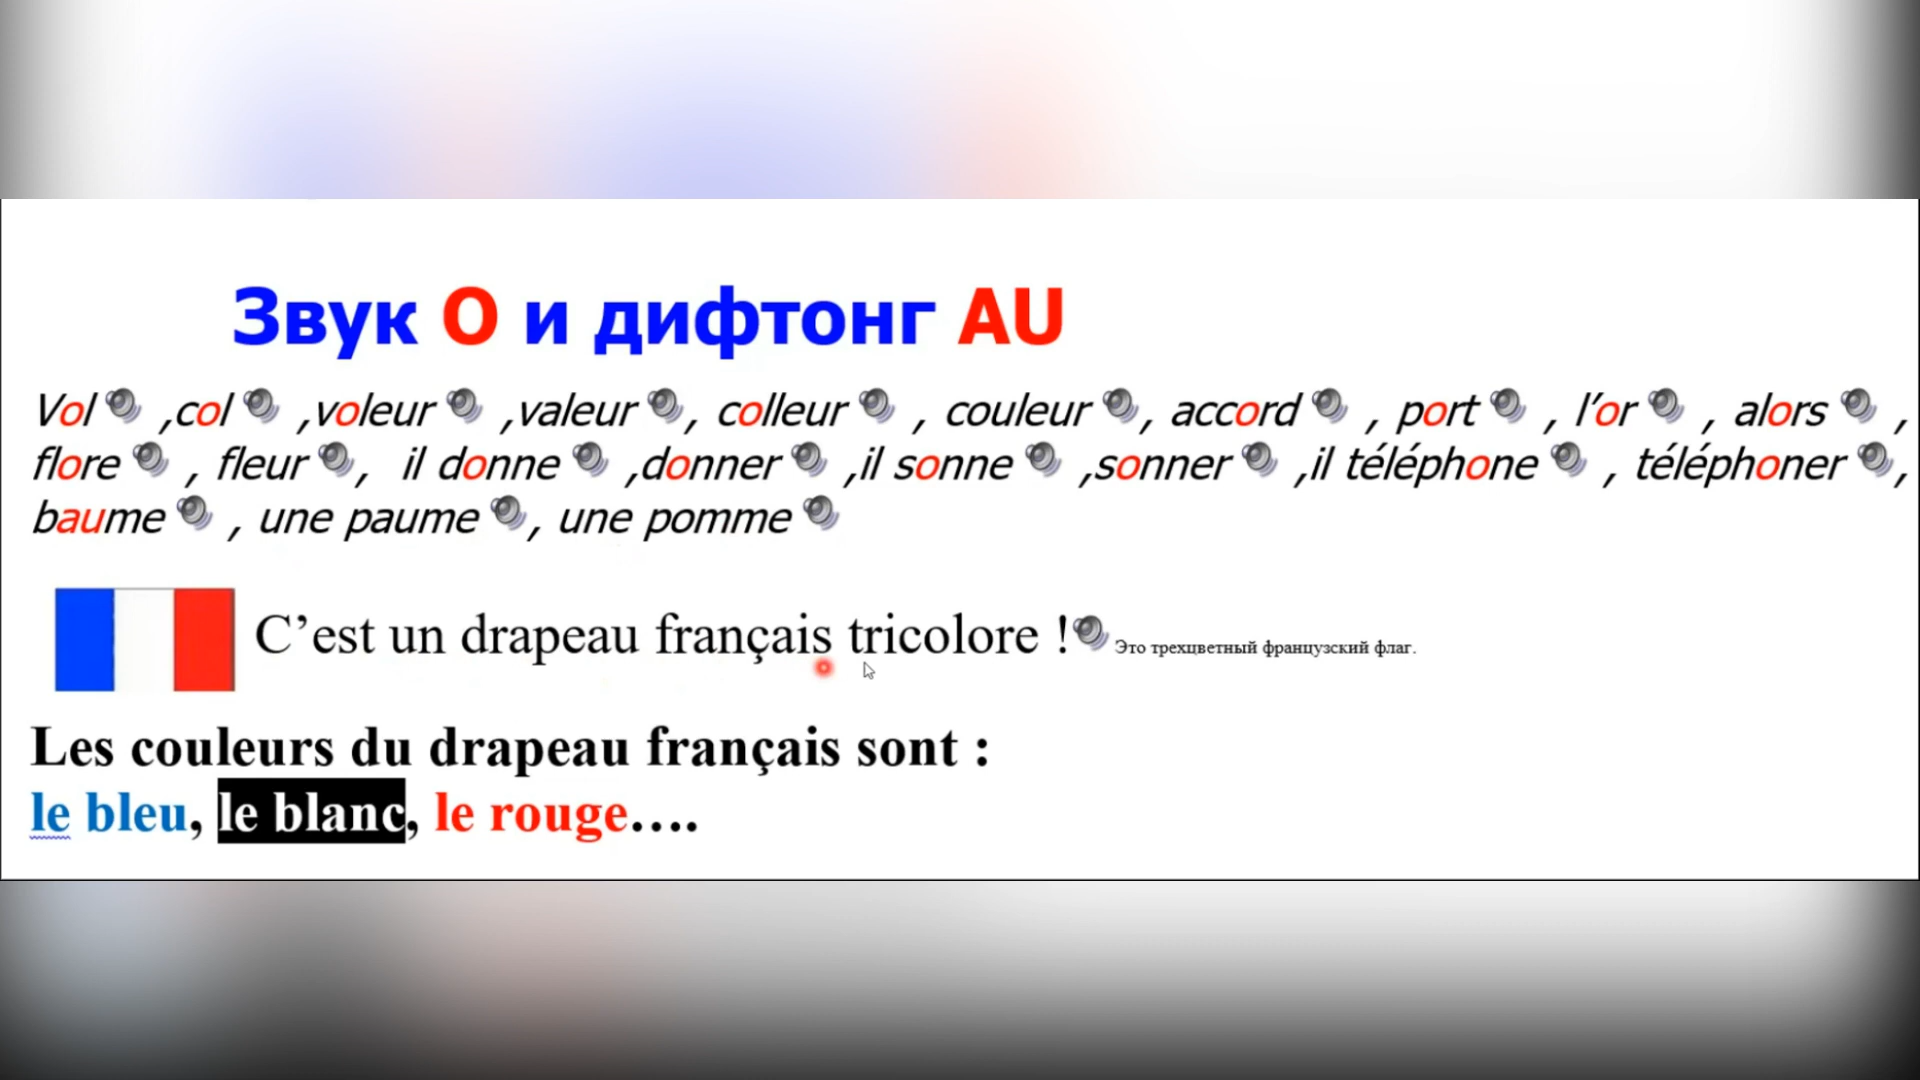 Звук О и дифтонг AU
Vol ,col ,voleur ,valeur , colleur , couleur , accord , port , l’or , alors ,
flore , fleur , il donne ,donner ,il sonne ,sonner ,il téléphone , téléphoner ,
baume , une paume , une pomme
C’est un drapeau français tricolore ! Это трехцветный французский флаг.
Les couleurs du drapeau français sont :
le bleu, le blanc, le rouge….